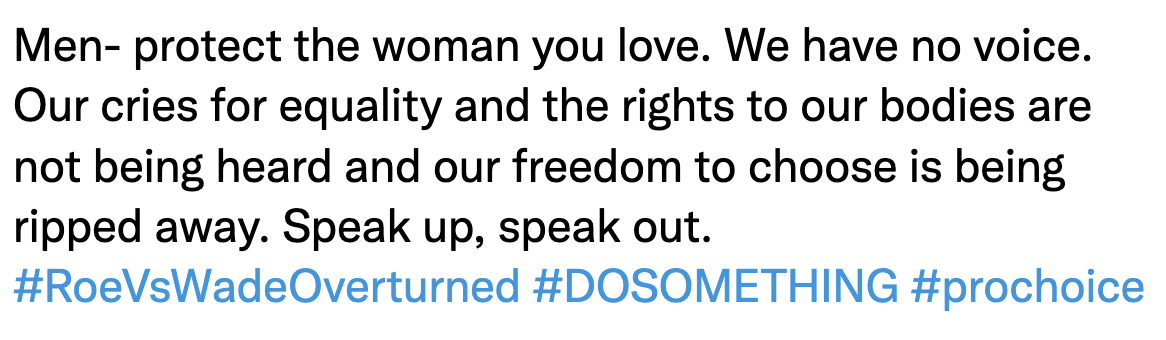 Men- protect the woman you love. We have no voice.
Our cries for equality and the rights to our bodies are
not being heard and our freedom to choose is being
ripped away. Speak up, speak out.
#RoeVsWadeOverturned #DOSOMETHING #prochoice